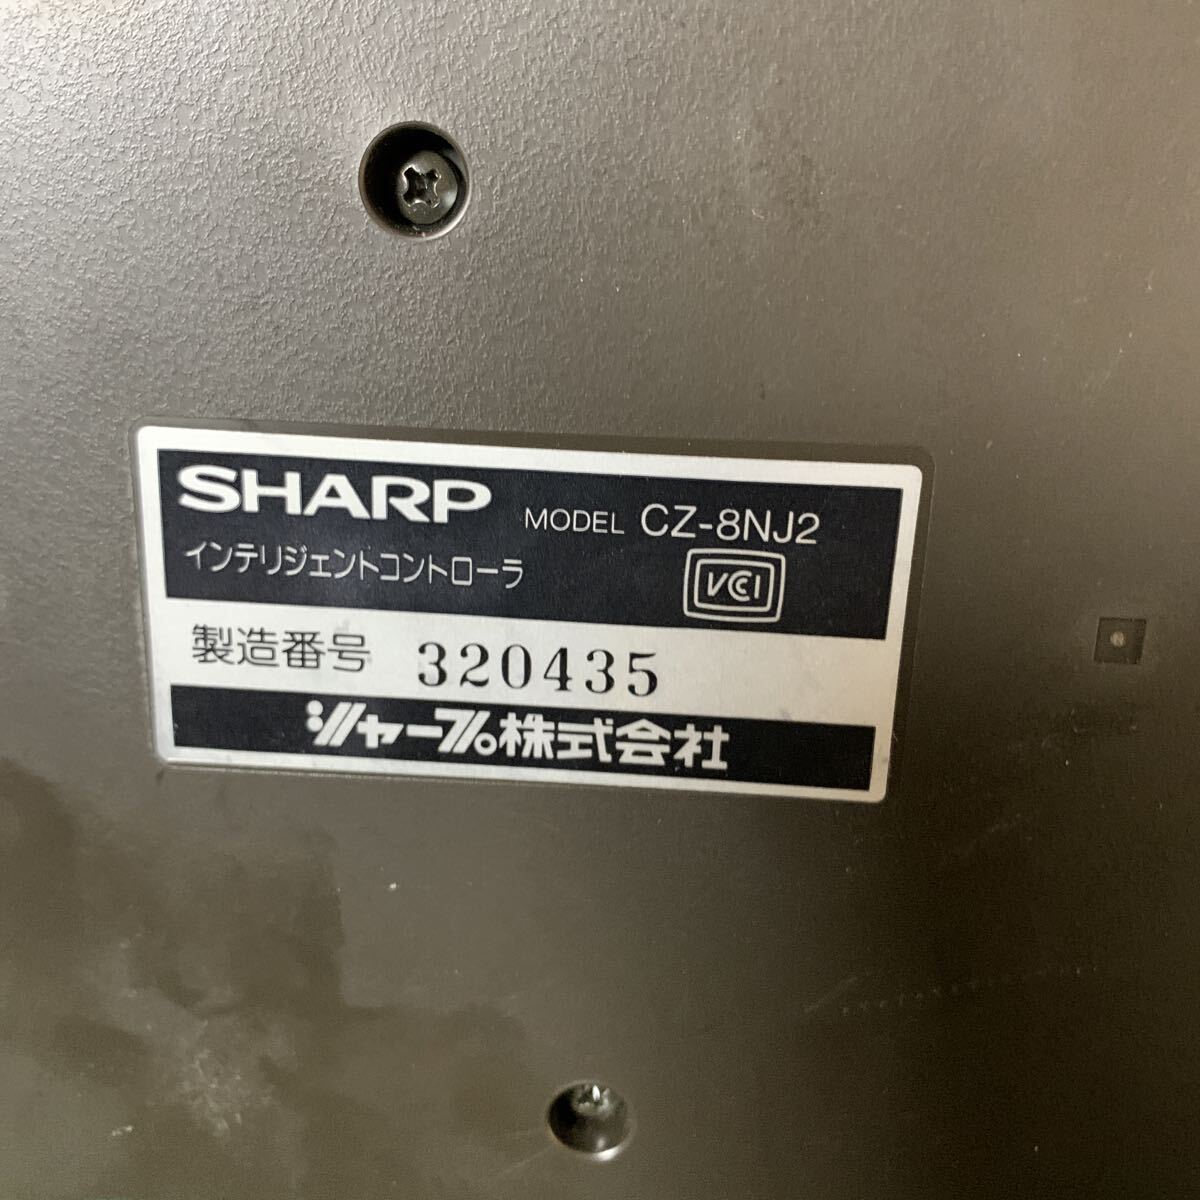 SHARP MODEL CZ-8NJ2
インテリジェントコントローラ VCCI
製造番号 320435
シャープ株式会社